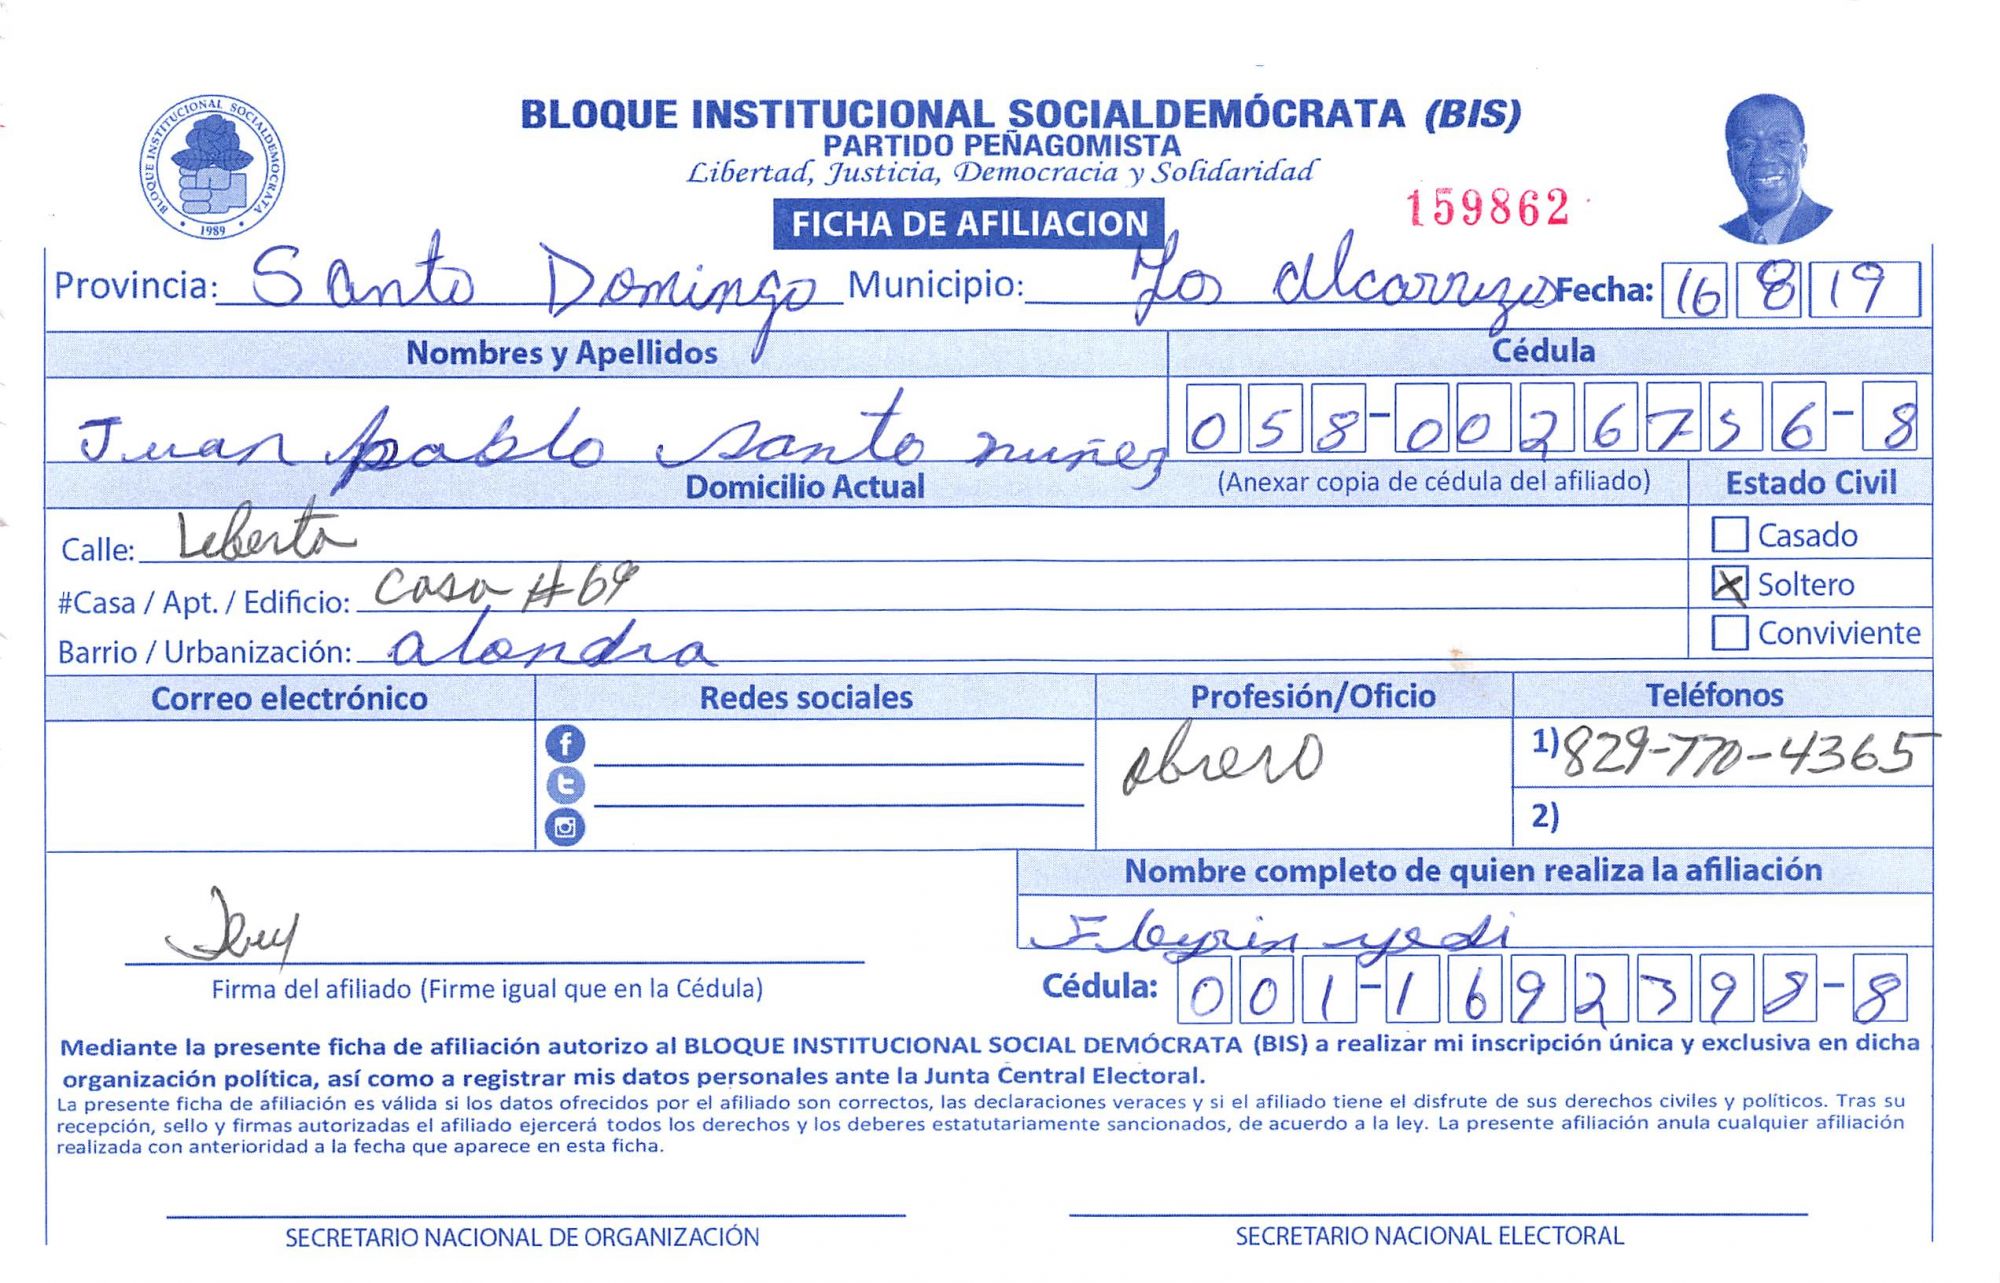 BLOQUE INSTITUCIONAL SOCIALDEMOCRATA
1989
BLOQUE INSTITUCIONAL SOCIALDEMÓCRATA (BIS)
PARTIDO PEÑAGOMISTA
Libertad, Justicia, Democracia y Solidaridad
159862
FICHA DE AFILIACION
Provincia: Santo Domingo Municipio: Los alcarrizos Fecha: 16 8 19
Nombres y Apellidos Cédula
Juan pablo santo nuñez 058-0026756-8
Domicilio Actual (Anexar copia de cédula del afiliado) Estado Civil
Calle: Leberta Casado
#Casa / Apt. / Edificio: casa #69 X Soltero
Barrio / Urbanización: alondra Conviviente
Correo electrónico Redes sociales Profesión/Oficio Teléfonos
obrero 1) 829-770-4365
2)
Nombre completo de quien realiza la afiliación
yedi
Firma del afiliado (Firme igual que en la Cédula) Cédula: 001-1692398-8
Mediante la presente ficha de afiliación autorizo al BLOQUE INSTITUCIONAL SOCIAL DEMÓCRATA (BIS) a realizar mi inscripción única y exclusiva en dicha
organización política, así como a registrar mis datos personales ante la Junta Central Electoral.
La presente ficha de afiliación es válida si los datos ofrecidos por el afiliado son correctos, las declaraciones veraces y si el afiliado tiene el disfrute de sus derechos civiles y políticos. Tras su
recepción, sello y firmas autorizadas el afiliado ejercerá todos los derechos y los deberes estatutariamente sancionados, de acuerdo a la ley. La presente afiliación anula cualquier afiliación
realizada con anterioridad a la fecha que aparece en esta ficha.
SECRETARIO NACIONAL DE ORGANIZACIÓN SECRETARIO NACIONAL ELECTORAL